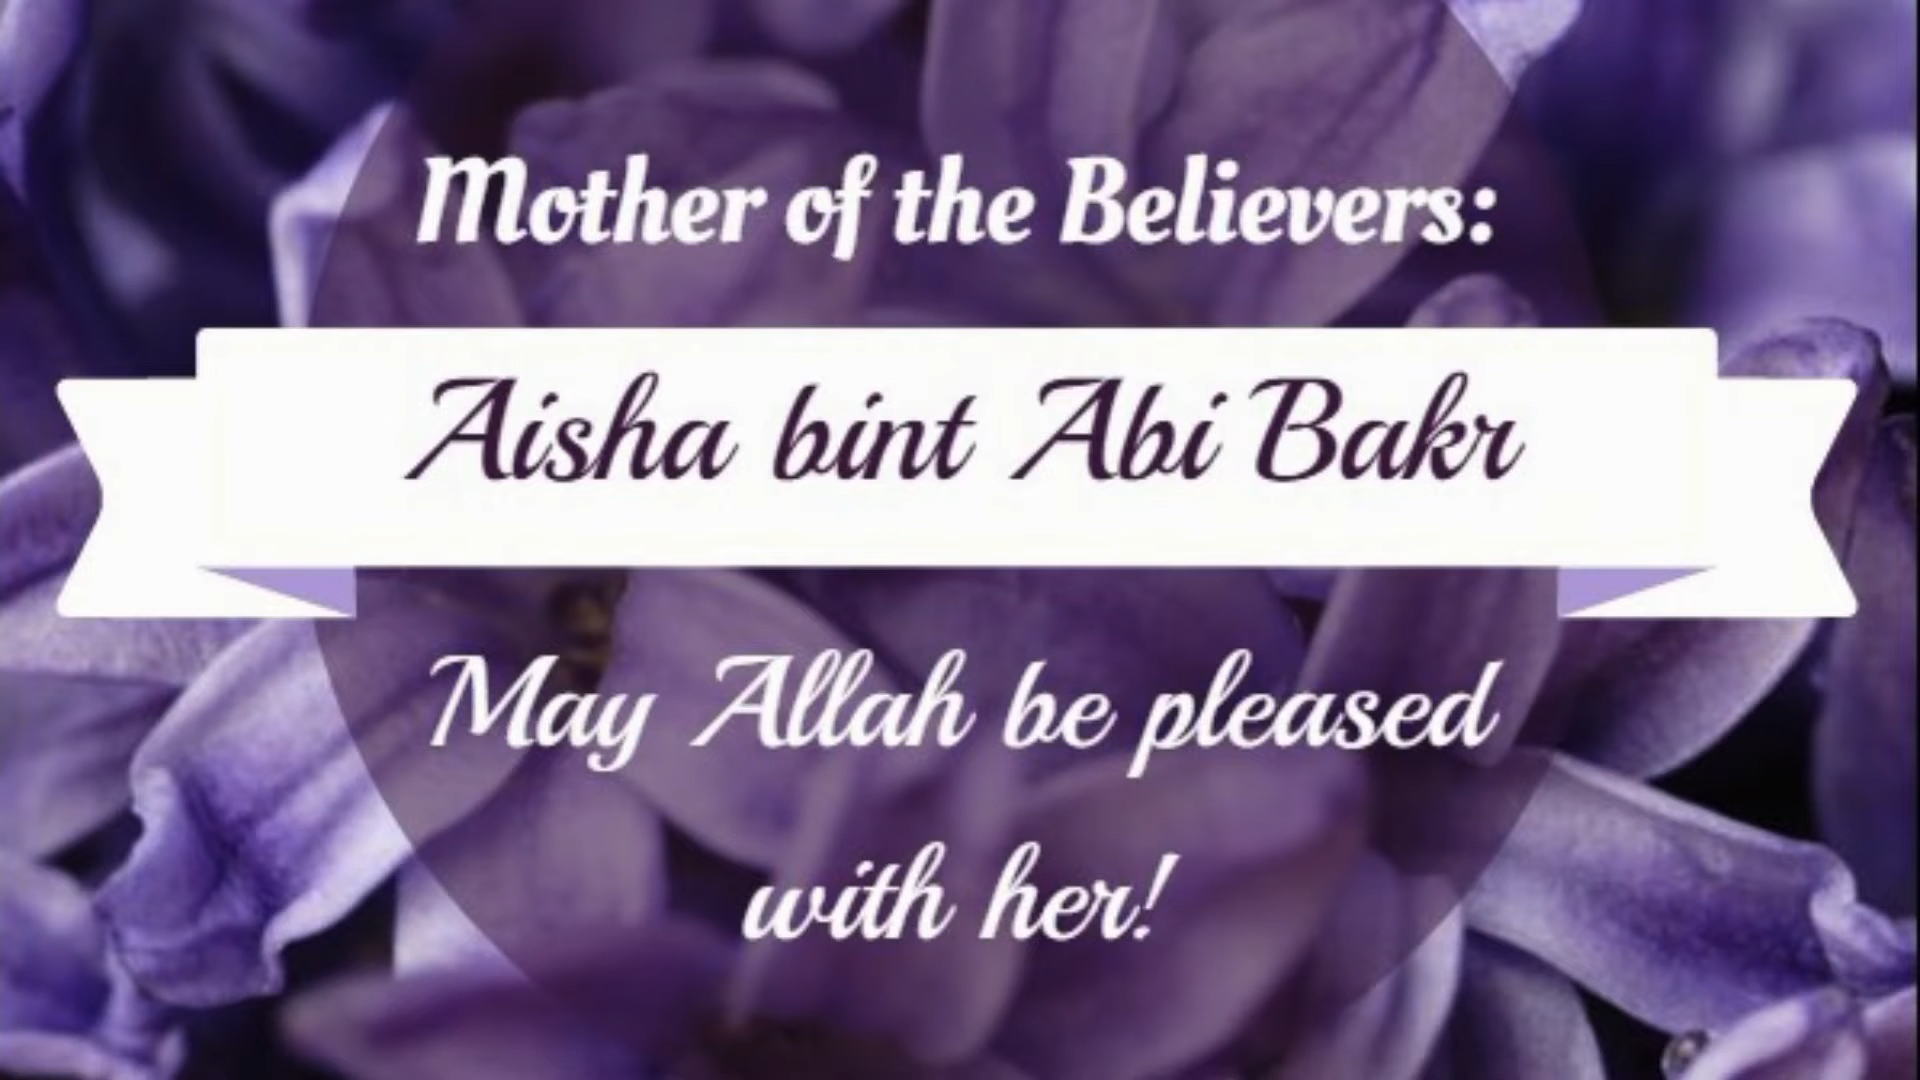 Mother of the Believers:
Aisha bint Abi Bakr
May Allah be pleased
with her!